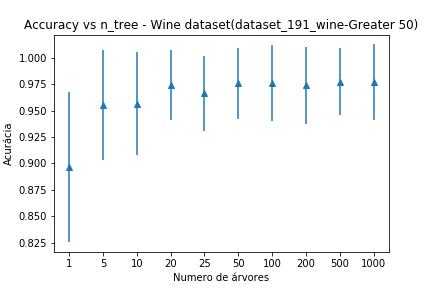 Accuracy vs n_tree - Wine dataset(dataset_191_wine-Greater 50)
1.000
0.975
0.950
0.925
0.900
0.875
0.850
0.825
Acurácia
1 5 10 20 25 50 100 200 500 1000
Numero de árvores